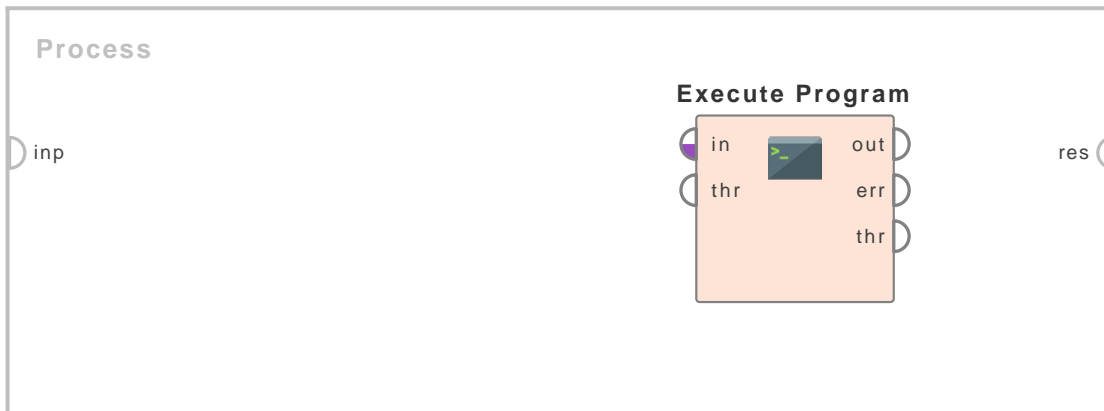 Process
Execute Program
inp
in
out
res
thr
err
thr